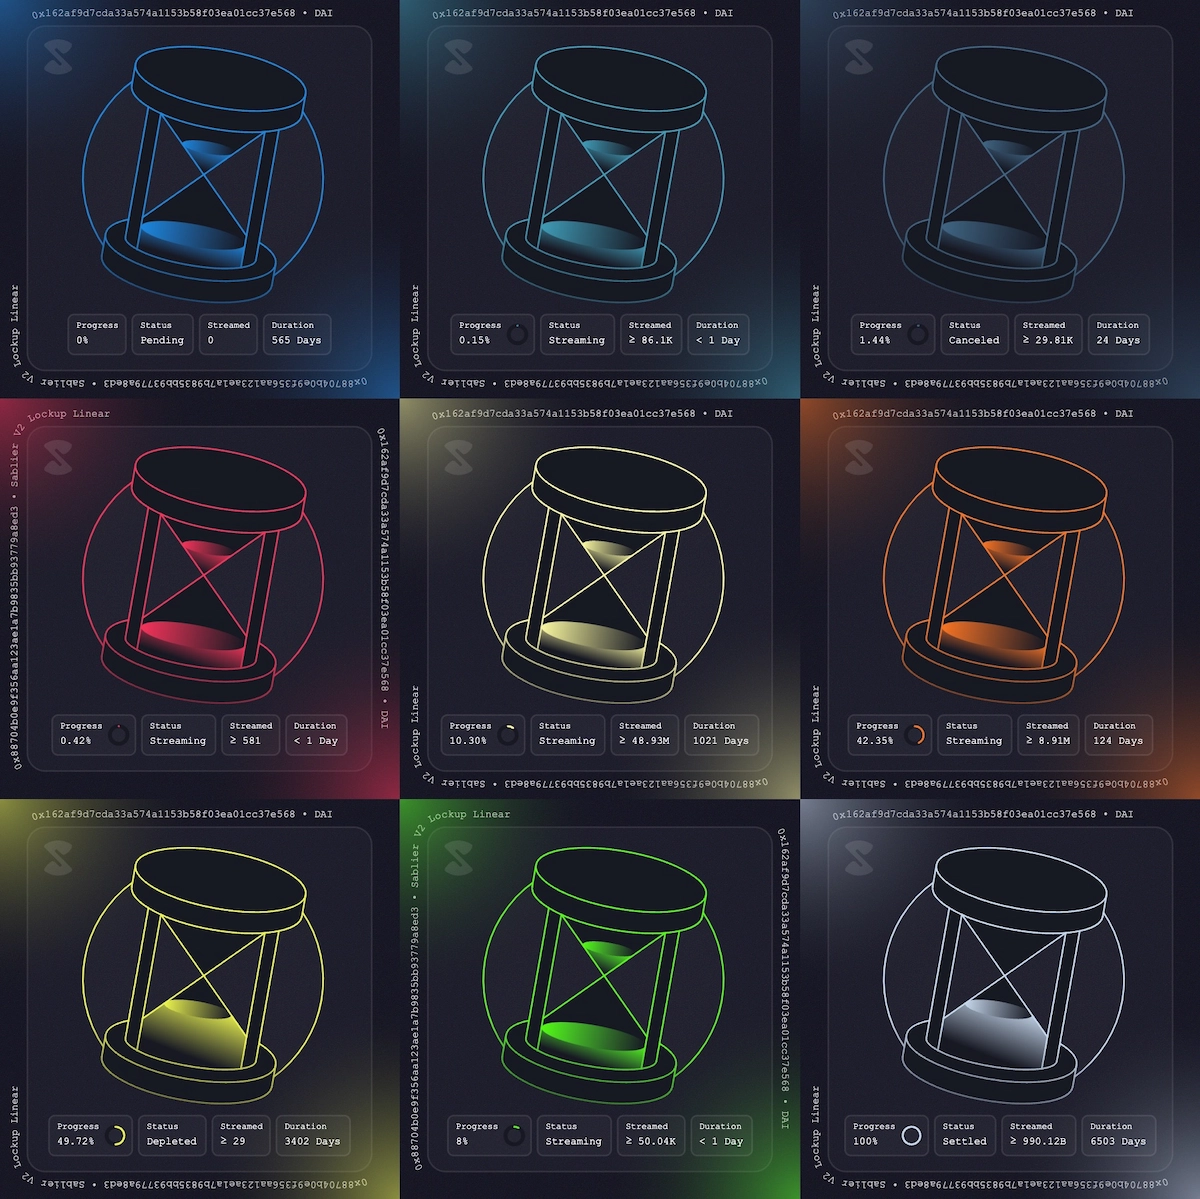 0x162af9d7cda33a574a1153b58f03ea01cc37e568 • DAI
Progress
0%
Status
Pending
Streamed
0
Duration
565 Days
0x88704b0e9f356aa123ae1a7b9835bb93779a8ed3 • Sablier V2 Lockup Linear
0x162af9d7cda33a574a1153b58f03ea01cc37e568 • DAI
Progress
0.15%
Status
Streaming
Streamed
≥ 86.1K
Duration
< 1 Day
0x88704b0e9f356aa123ae1a7b9835bb93779a8ed3 • Sablier V2 Lockup Linear
0x162af9d7cda33a574a1153b58f03ea01cc37e568 • DAI
Progress
1.44%
Status
Canceled
Streamed
≥ 29.81K
Duration
24 Days
0x88704b0e9f356aa123ae1a7b9835bb93779a8ed3 • Sablier V2 Lockup Linear
0x88704b0e9f356aa123ae1a7b9835bb93779a8ed3 • Sablier V2 Lockup Linear
0x162af9d7cda33a574a1153b58f03ea01cc37e568 • DAI
Progress
0.42%
Status
Streaming
Streamed
≥ 581
Duration
< 1 Day
0x162af9d7cda33a574a1153b58f03ea01cc37e568 • DAI
Progress
10.30%
Status
Streaming
Streamed
≥ 48.93M
Duration
1021 Days
0x88704b0e9f356aa123ae1a7b9835bb93779a8ed3 • Sablier V2 Lockup Linear
0x162af9d7cda33a574a1153b58f03ea01cc37e568 • DAI
Progress
42.35%
Status
Streaming
Streamed
≥ 8.91M
Duration
124 Days
0x88704b0e9f356aa123ae1a7b9835bb93779a8ed3 • Sablier V2 Lockup Linear
0x162af9d7cda33a574a1153b58f03ea01cc37e568 • DAI
Progress
49.72%
Status
Depleted
Streamed
≥ 29
Duration
3402 Days
0x88704b0e9f356aa123ae1a7b9835bb93779a8ed3 • Sablier V2 Lockup Linear
0x88704b0e9f356aa123ae1a7b9835bb93779a8ed3 • Sablier V2 Lockup Linear
0x162af9d7cda33a574a1153b58f03ea01cc37e568 • DAI
Progress
8%
Status
Streaming
Streamed
≥ 50.04K
Duration
< 1 Day
0x162af9d7cda33a574a1153b58f03ea01cc37e568 • DAI
Progress
100%
Status
Settled
Streamed
≥ 990.12B
Duration
6503 Days
0x88704b0e9f356aa123ae1a7b9835bb93779a8ed3 • Sablier V2 Lockup Linear